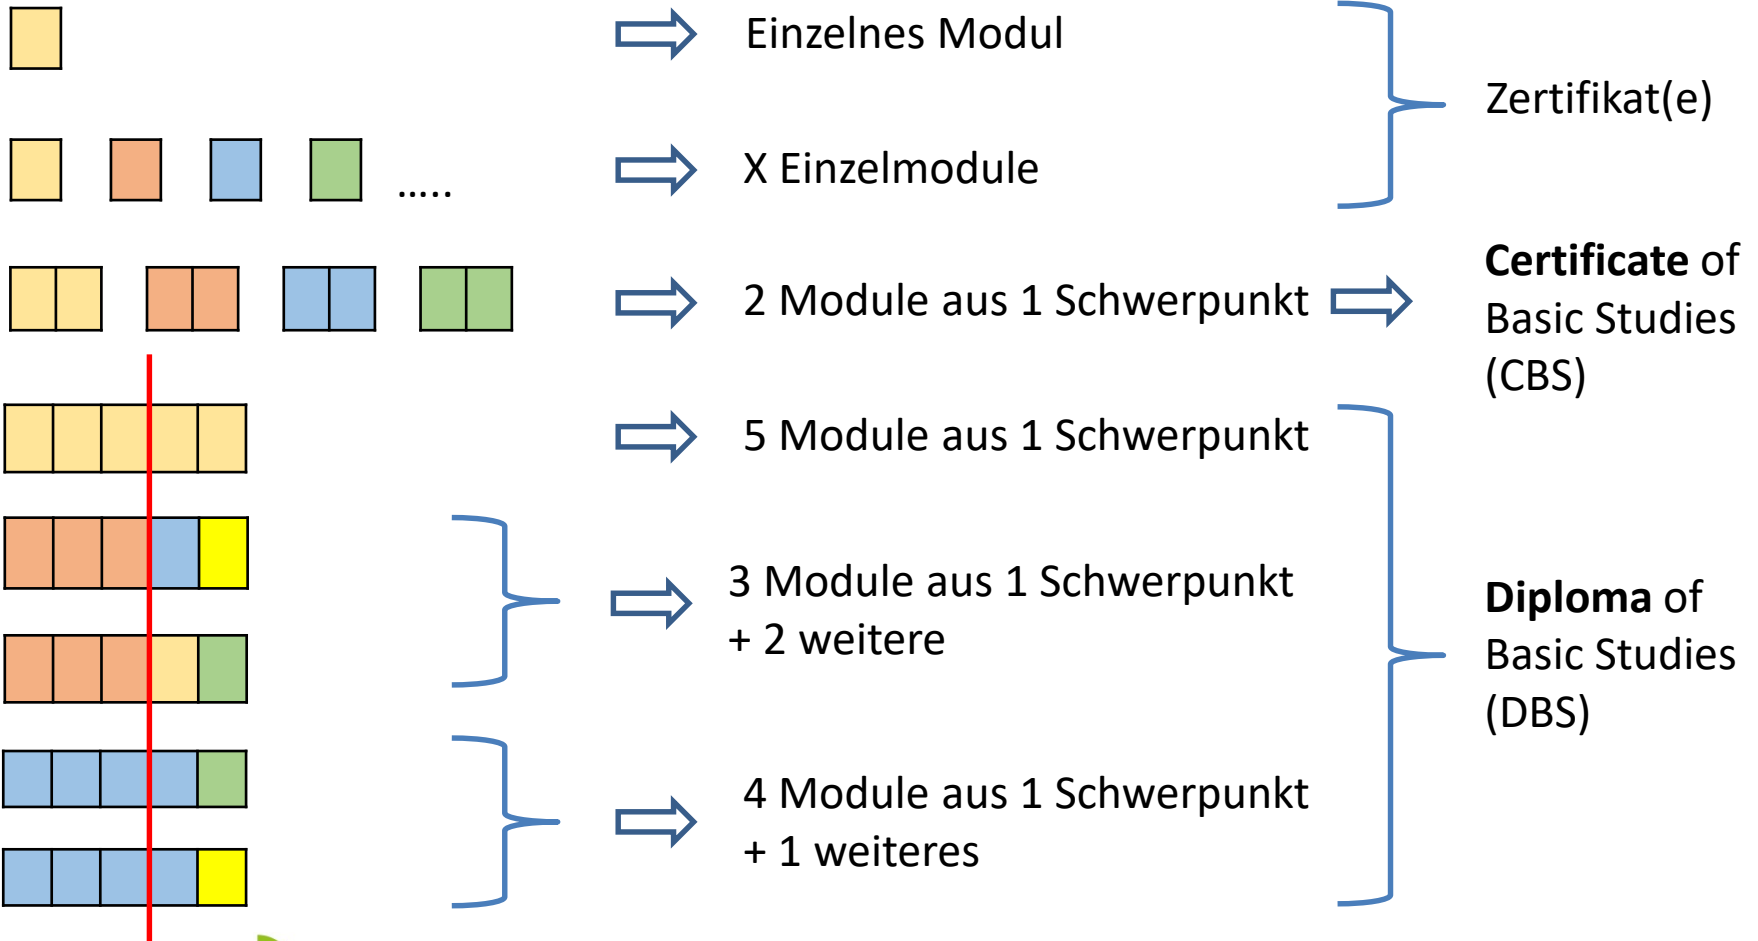 Einzelnes Modul
Zertifikat(e)
.....
X Einzelmodule
2 Module aus 1 Schwerpunkt
Certificate of
Basic Studies
(CBS)
5 Module aus 1 Schwerpunkt
3 Module aus 1 Schwerpunkt
+ 2 weitere
Diploma of
Basic Studies
(DBS)
4 Module aus 1 Schwerpunkt
+ 1 weiteres